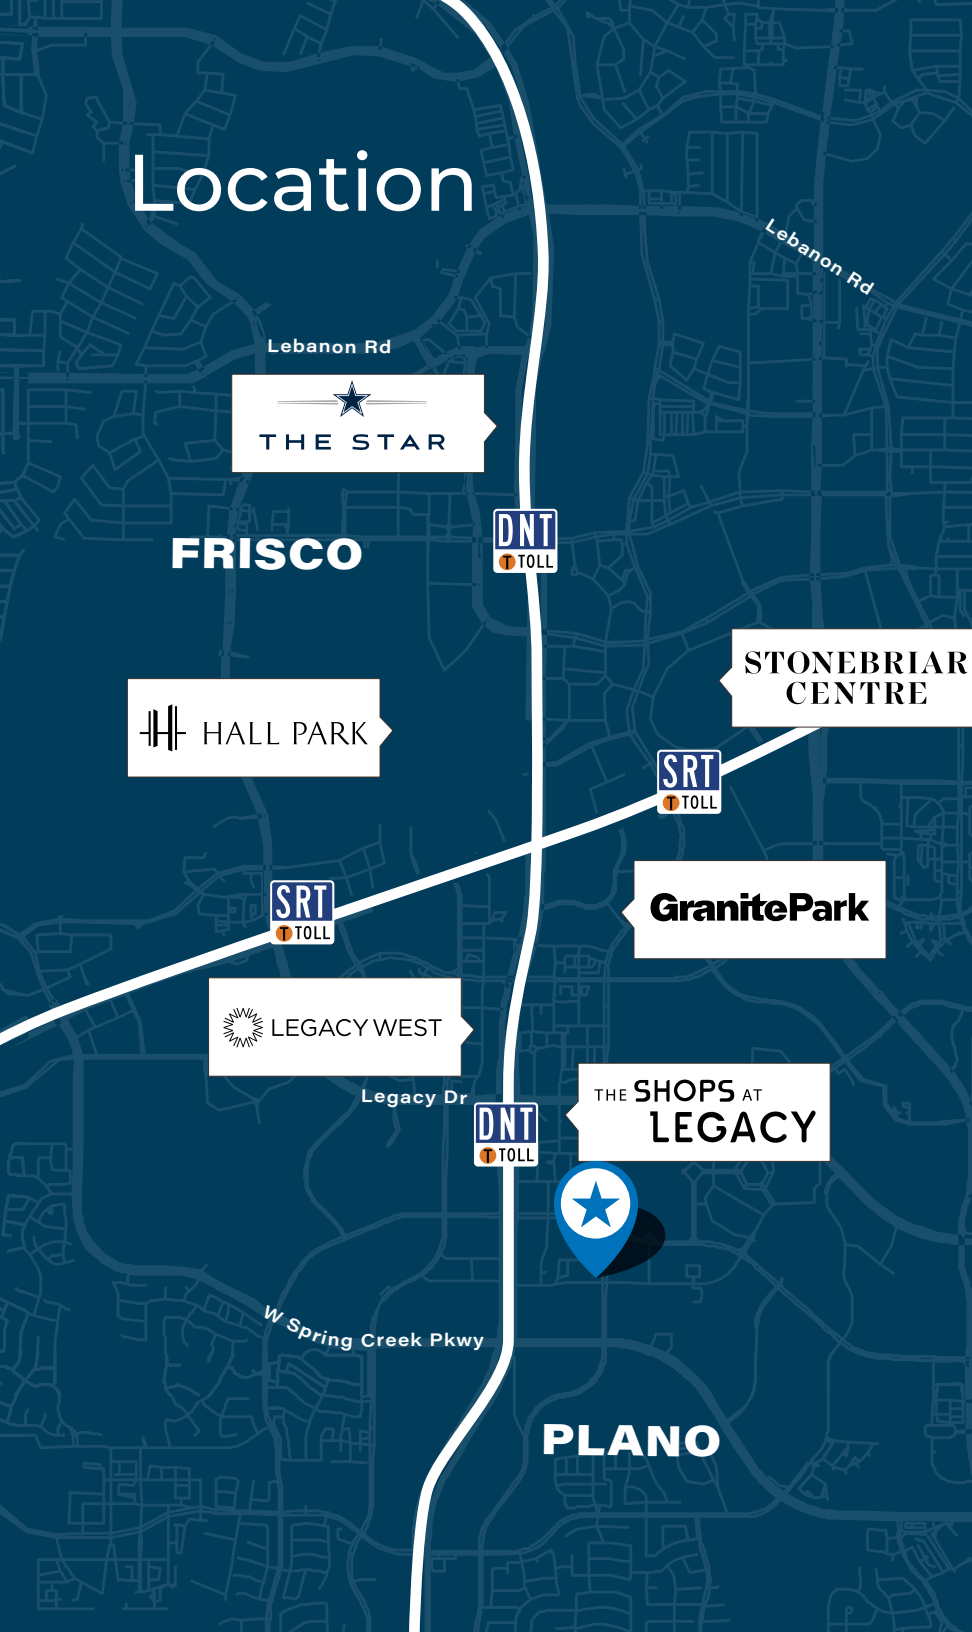 Location
Lebanon Rd
Lebanon Rd
THE STAR
DNT
T TOLL
FRISCO
STONEBRIAR
CENTRE
HALL PARK
SRT
T TOLL
GranitePark
SRT
T TOLL
LEGACY WEST
THE SHOPS AT
LEGACY
Legacy Dr
DNT
T TOLL
W Spring Creek Pkwy
PLANO